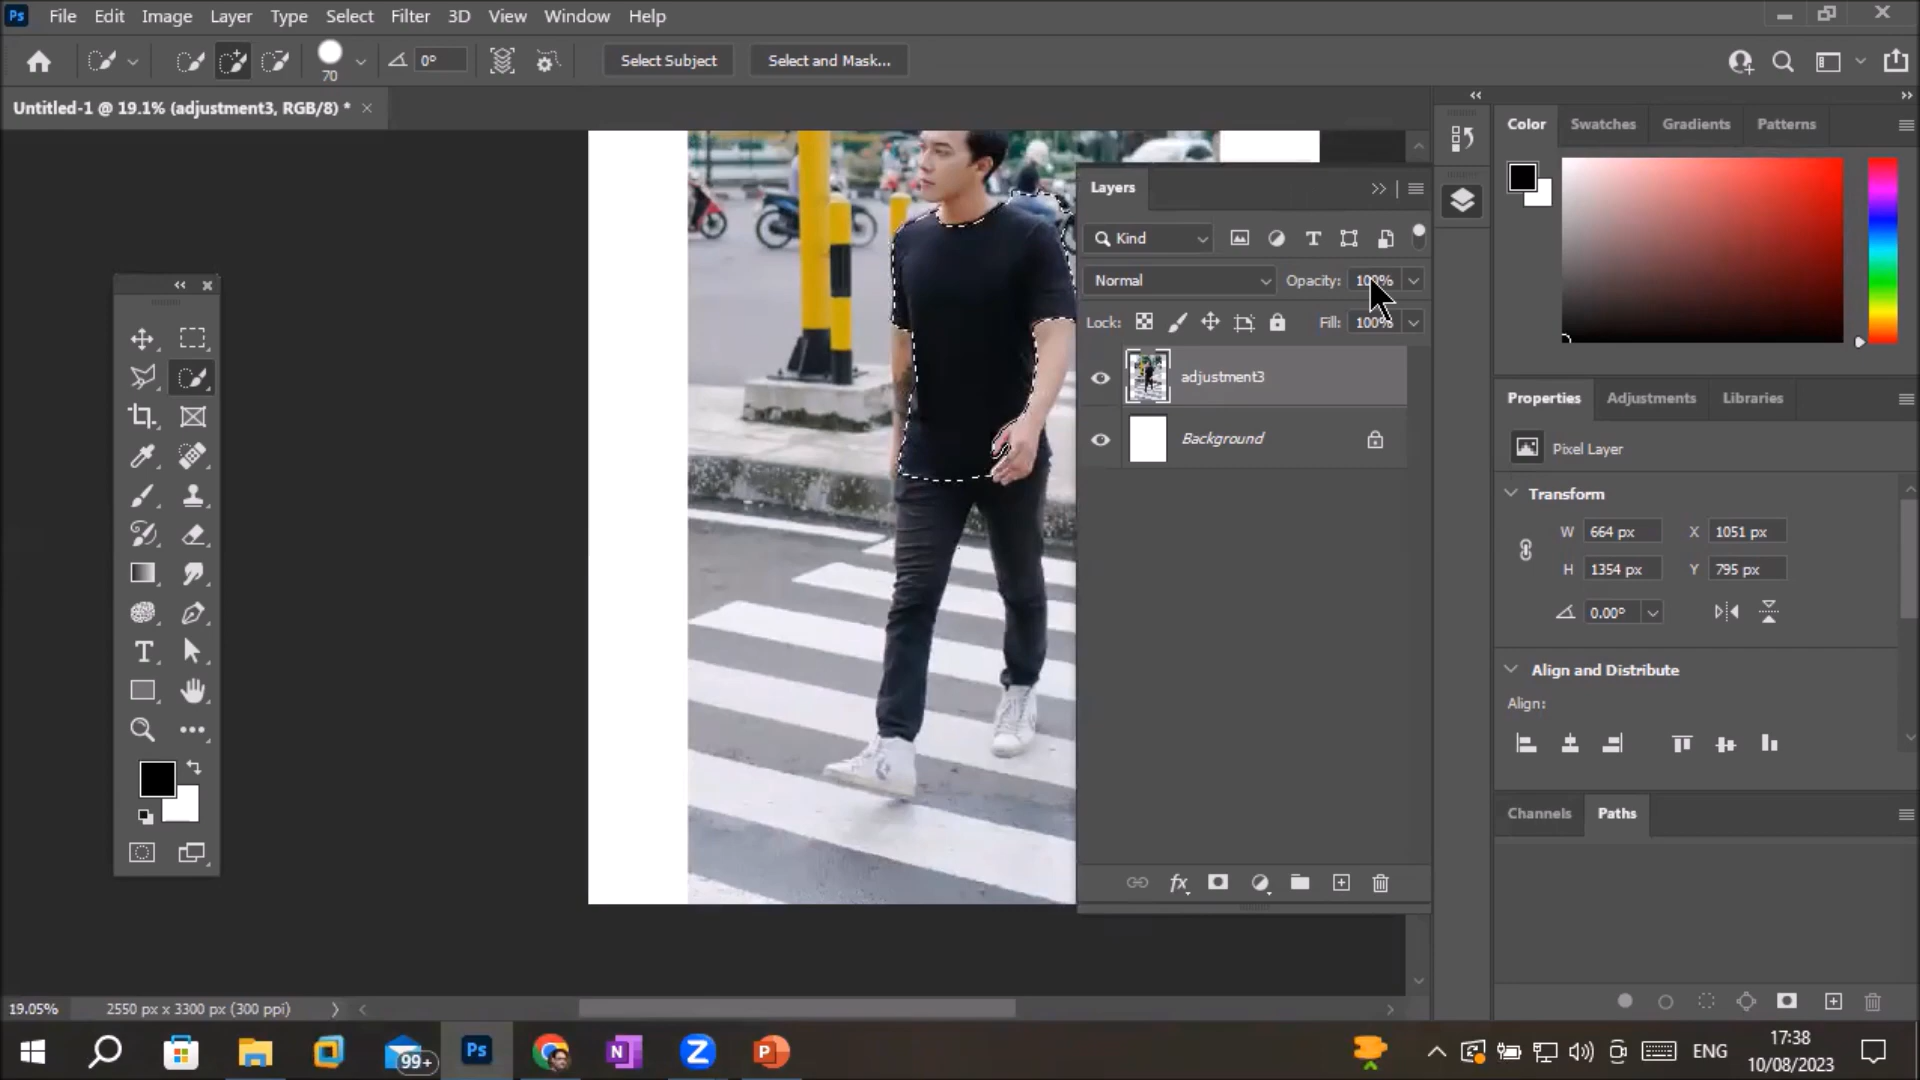 Ps File Edit Image Layer Type Select Filter 3D View Window Help
70 0° Select Subject Select and Mask...
Untitled-1 @ 19.1% (adjustment3, RGB/8) *
Color Swatches Gradients Patterns
Layers
Kind
Normal Opacity: 100%
Lock: Fill: 100%
adjustment3
Background
Properties Adjustments Libraries
Pixel Layer
Transform
W 664 px X 1051 px
H 1354 px Y 795 px
0.00°
Align and Distribute
Align:
Channels Paths
19.05% 2550 px x 3300 px (300 ppi)
99+ Ps N Z P ENG
17:38
10/08/2023